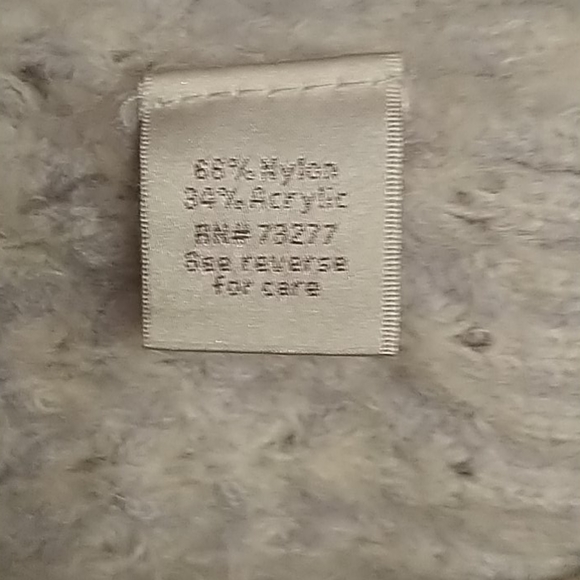 66% Nylon
34% Acrylic
RN# 73277
See reverse
for care